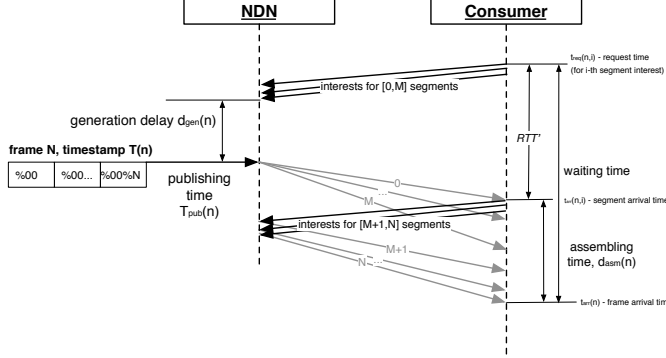 NDN
Consumer
treq(n,i) - request time
(for i-th segment interest)
interests for [0,M] segments
generation delay dgen(n)
RTT'
frame N, timestamp T(n)
%00
%00...
%00%N
publishing
time
Tpub(n)
waiting time
0
...
M
tarr(n,i) - segment arrival time
interests for [M+1,N] segments
M+1
N
...
assembling
time, dasm(n)
tarr(n) - frame arrival time